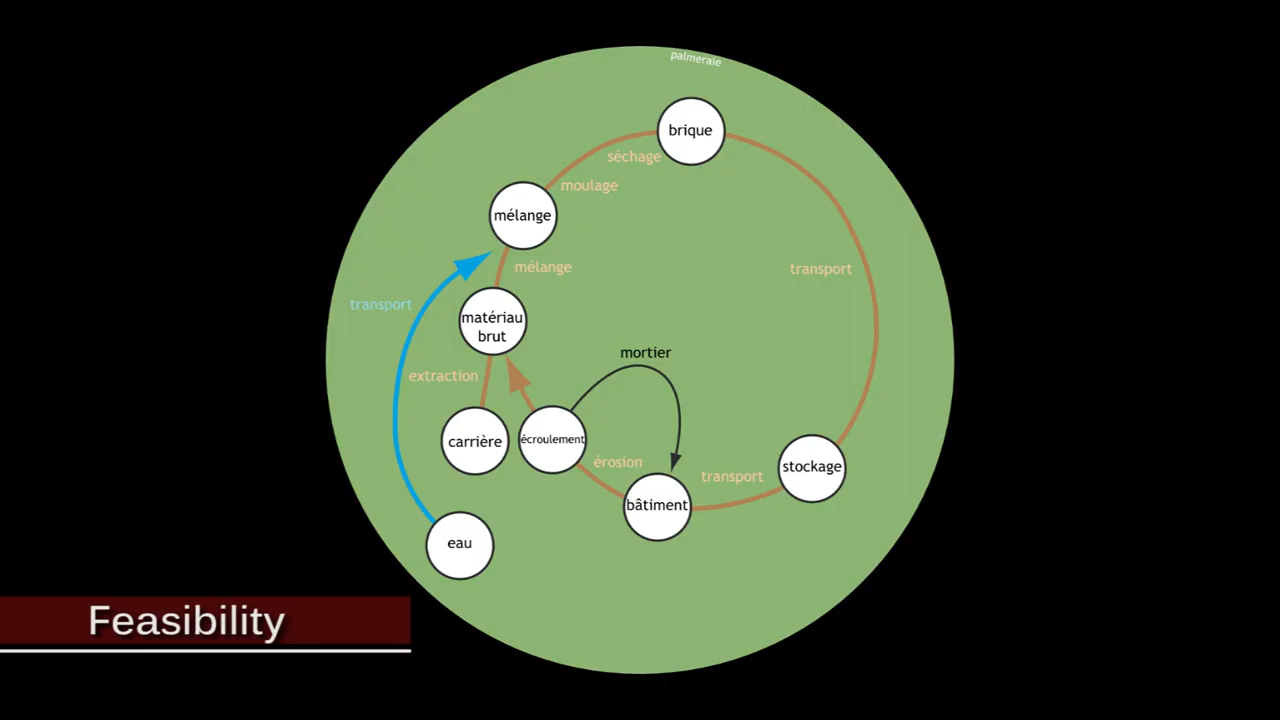 palmeraie
brique
séchage
moulage
mélange
mélange
transport
transport
matériau
brut
mortier
extraction
carrière
écroulement
érosion
stockage
transport
bâtiment
eau
Feasibility